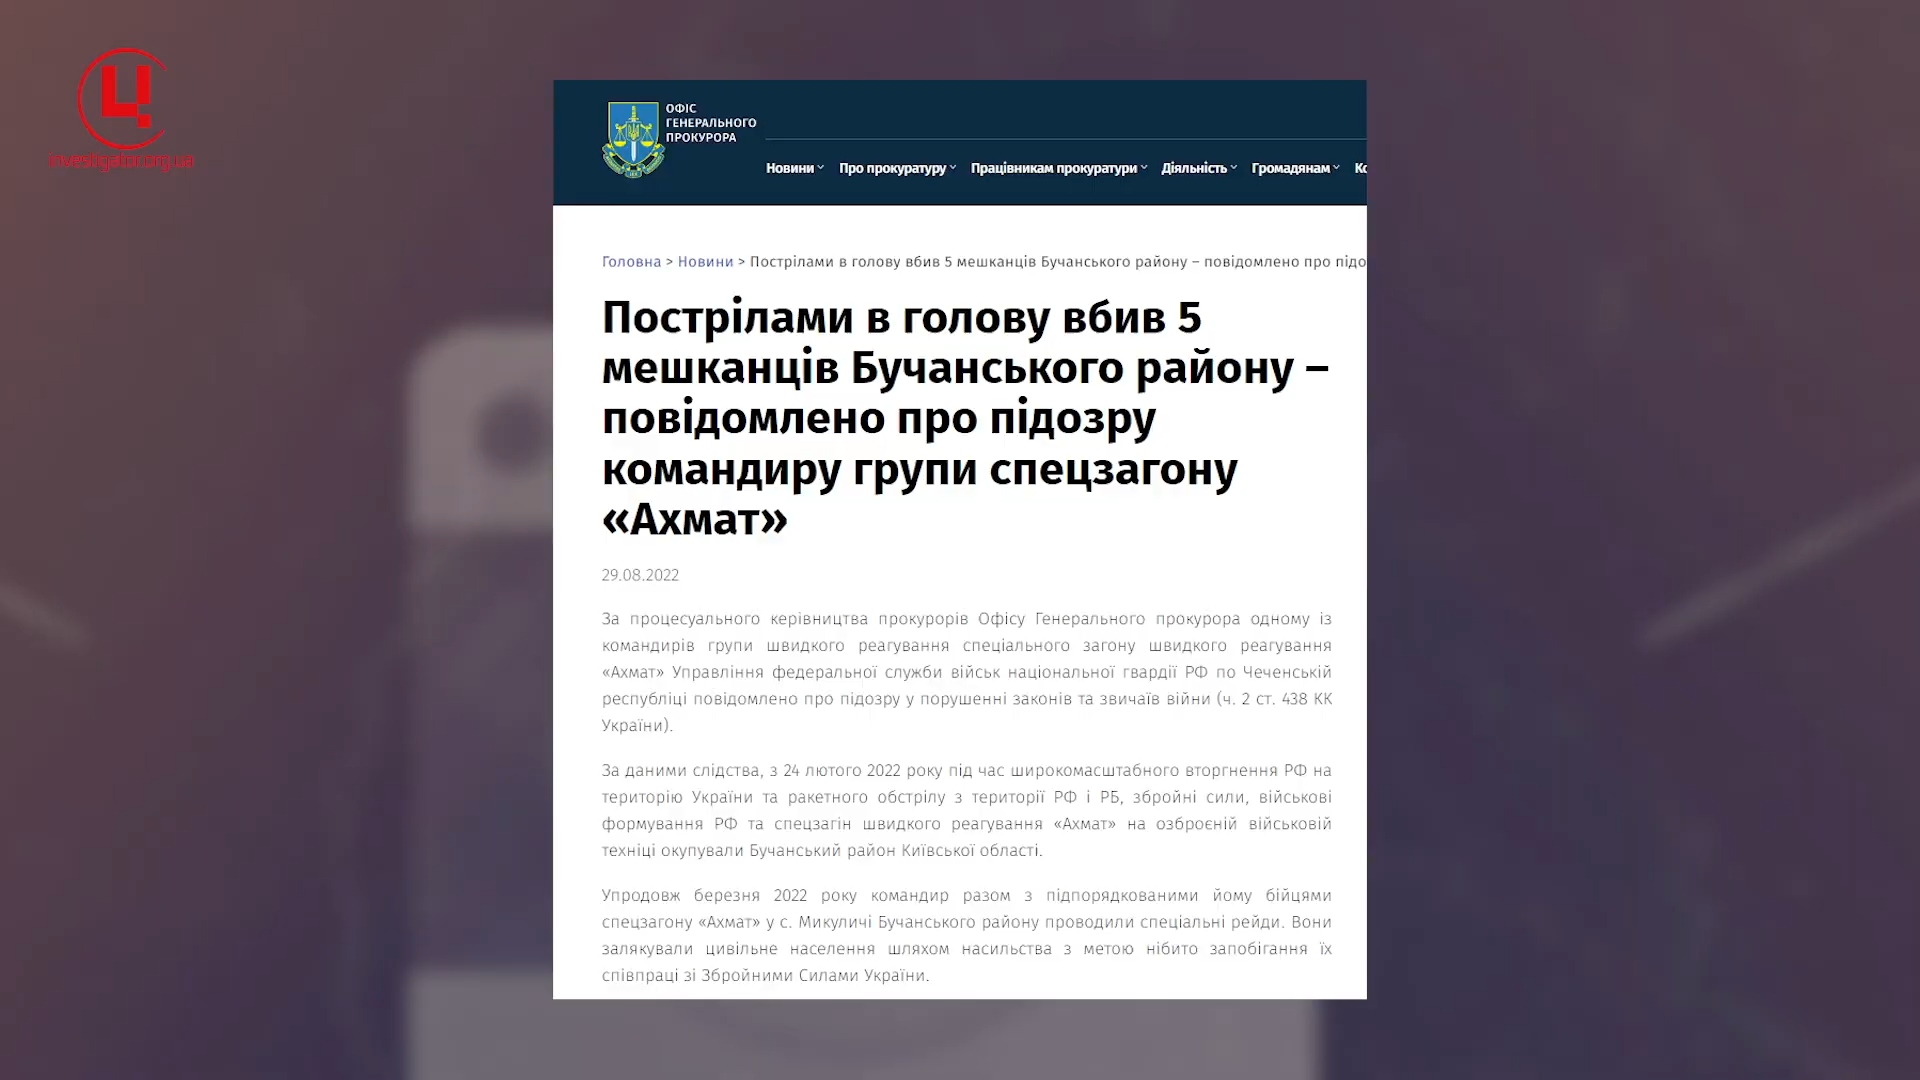 Ц
investigator.org.ua
ОФІС
ГЕНЕРАЛЬНОГО
ПРОКУРОРА
Новини Про прокуратуру Працівникам прокуратури Діяльність Громадянам Ко
Головна > Новини > Пострілами в голову вбив 5 мешканців Бучанського району – повідомлено про підо
Пострілами в голову вбив 5
мешканців Бучанського району –
повідомлено про підозру
командиру групи спецзагону
«Ахмат»
29.08.2022
За процесуального керівництва прокурорів Офісу Генерального прокурора одному із
командирів групи швидкого реагування спеціального загону швидкого реагування
«Ахмат» Управління федеральної служби військ національної гвардії РФ по Чеченській
республіці повідомлено про підозру у порушенні законів та звичаїв війни (ч. 2 ст. 438 КК
України).
За даними слідства, з 24 лютого 2022 року під час широкомасштабного вторгнення РФ на
територію України та ракетного обстрілу з території РФ і РБ, збройні сили, військові
формування РФ та спецзагін швидкого реагування «Ахмат» на озброєній військовій
техніці окупували Бучанський район Київської області.
Упродовж березня 2022 року командир разом з підпорядкованими йому бійцями
спецзагону «Ахмат» у с. Микуличі Бучанського району проводили спеціальні рейди. Вони
залякували цивільне населення шляхом насильства з метою нібито запобігання їх
співпраці зі Збройними Силами України.